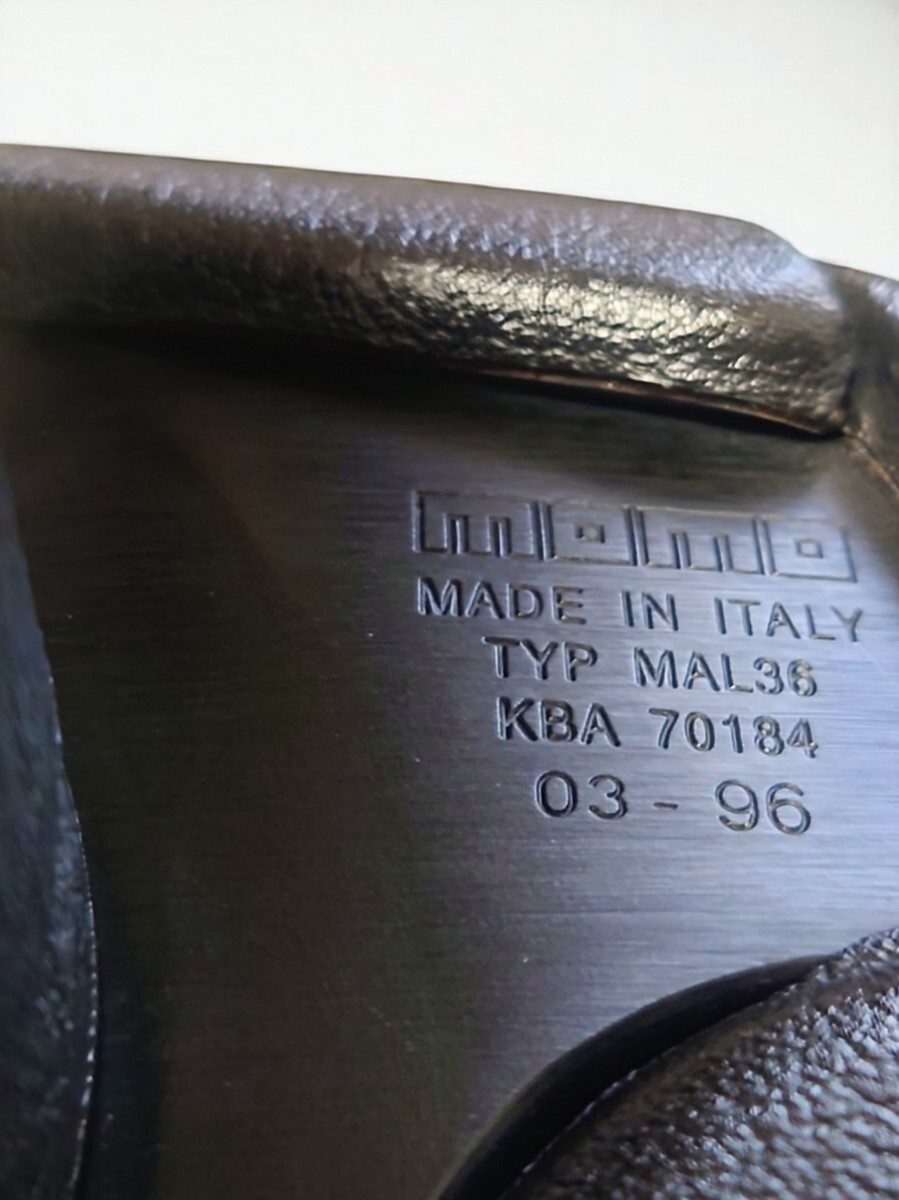 momo
MADE IN ITALY
TYP MAL36
KBA 70184
03 - 96